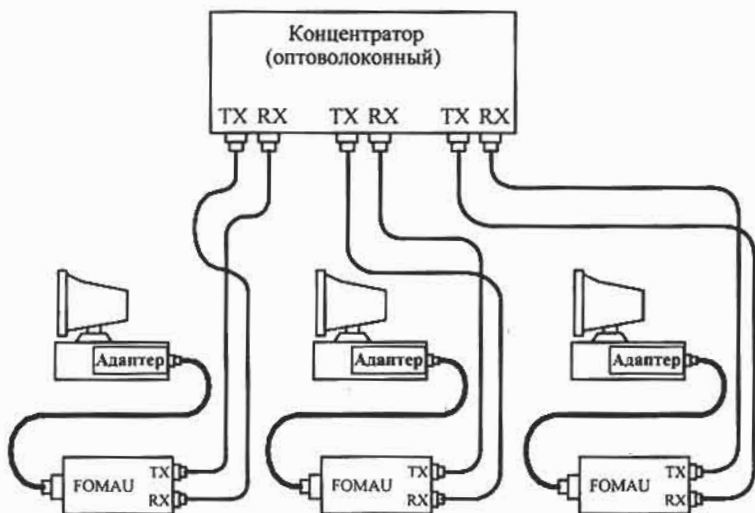 Концентратор
(оптоволоконный)
TX RX TX RX TX RX
Адаптер Адаптер Адаптер
TX TX TX
FOMAU FOMAU FOMAU
RX RX RX